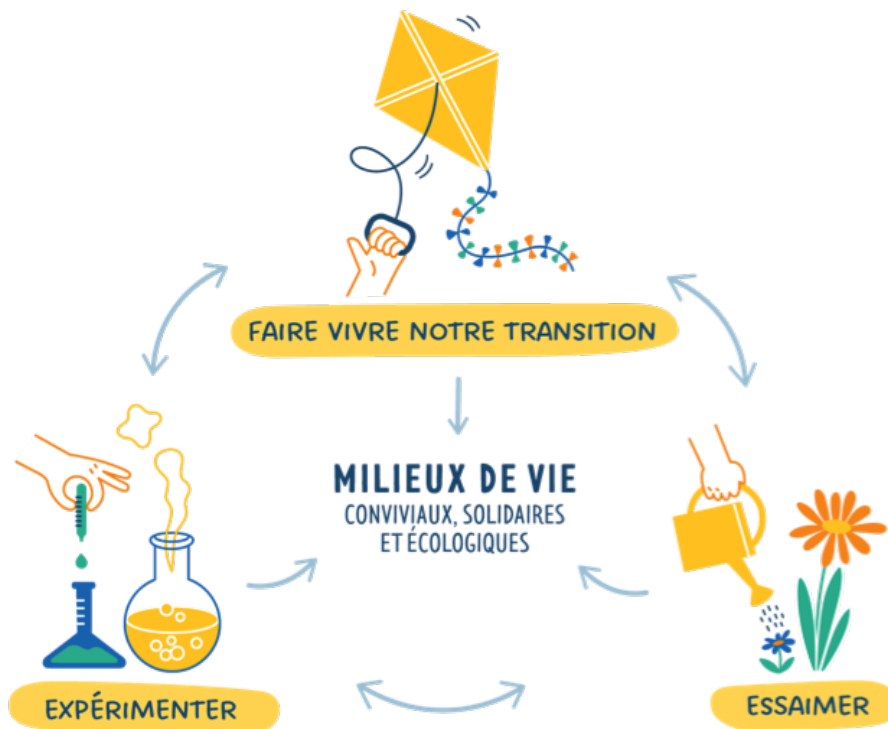 FAIRE VIVRE NOTRE TRANSITION
MILIEUX DE VIE
CONVIVIAUX, SOLIDAIRES
ET ÉCOLOGIQUES
EXPÉRIMENTER
ESSAIMER